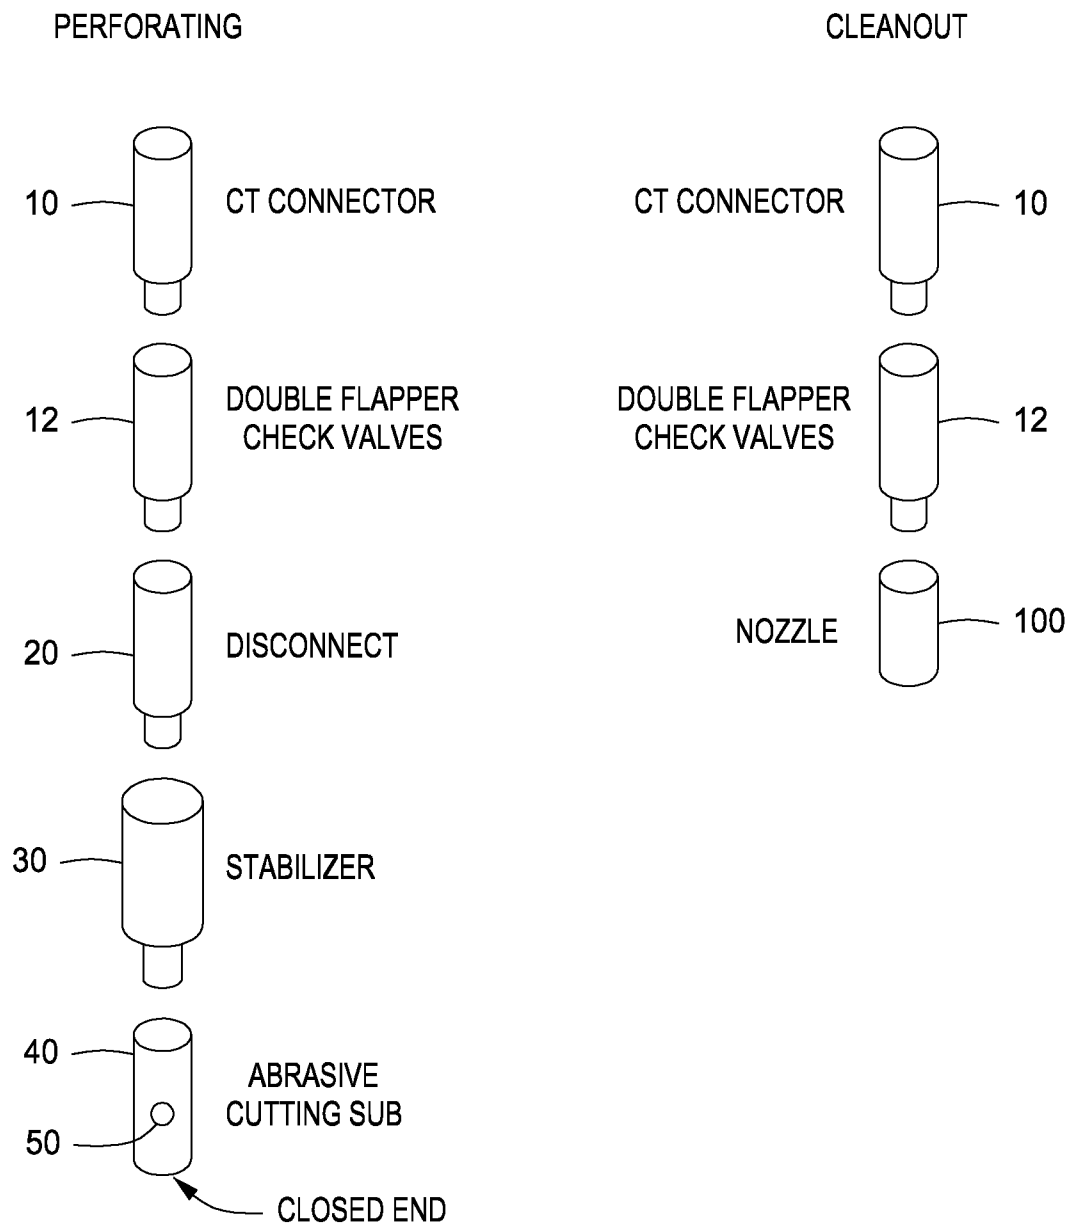 PERFORATING
CLEANOUT
10
CT CONNECTOR
CT CONNECTOR
10
12
DOUBLE FLAPPER
CHECK VALVES
DOUBLE FLAPPER
CHECK VALVES
12
20
DISCONNECT
NOZZLE
100
30
STABILIZER
40
ABRASIVE
CUTTING SUB
50
CLOSED END